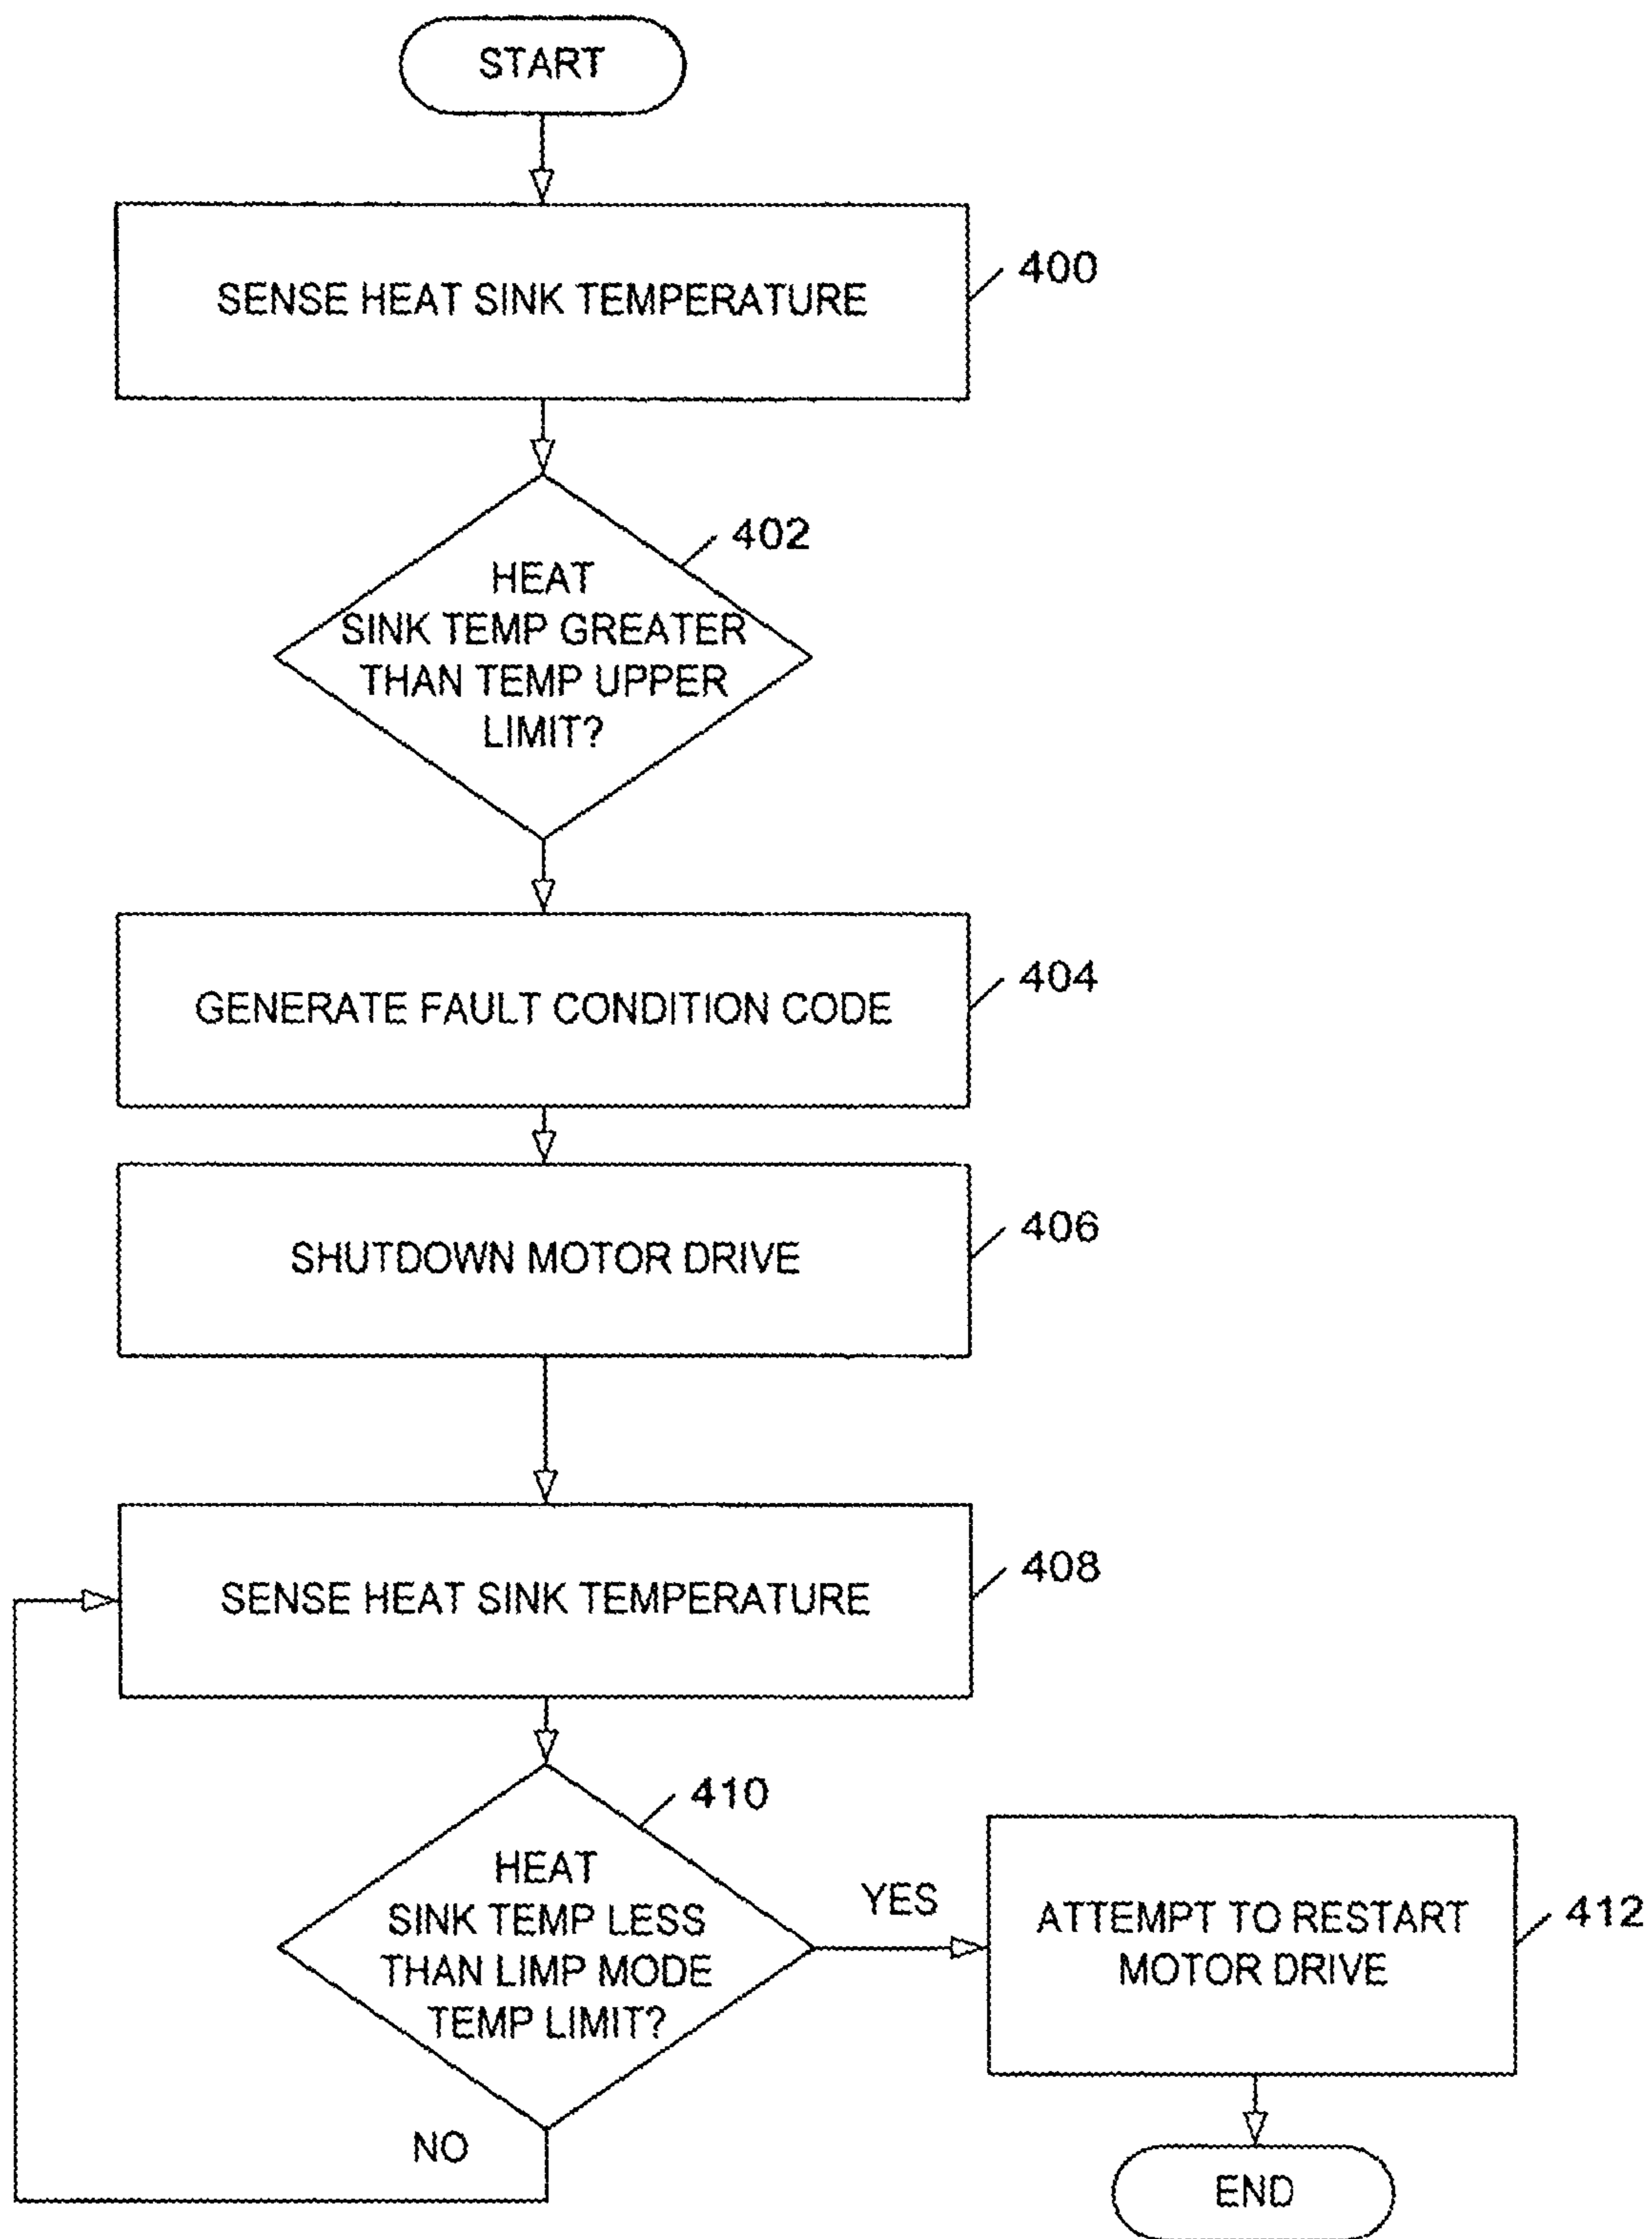 START
SENSE HEAT SINK TEMPERATURE
400
402
HEAT
SINK TEMP GREATER
THAN TEMP UPPER
LIMIT?
GENERATE FAULT CONDITION CODE
404
SHUTDOWN MOTOR DRIVE
406
SENSE HEAT SINK TEMPERATURE
408
410
HEAT
SINK TEMP LESS
THAN LIMP MODE
TEMP LIMIT?
YES
ATTEMPT TO RESTART
MOTOR DRIVE
412
NO
END